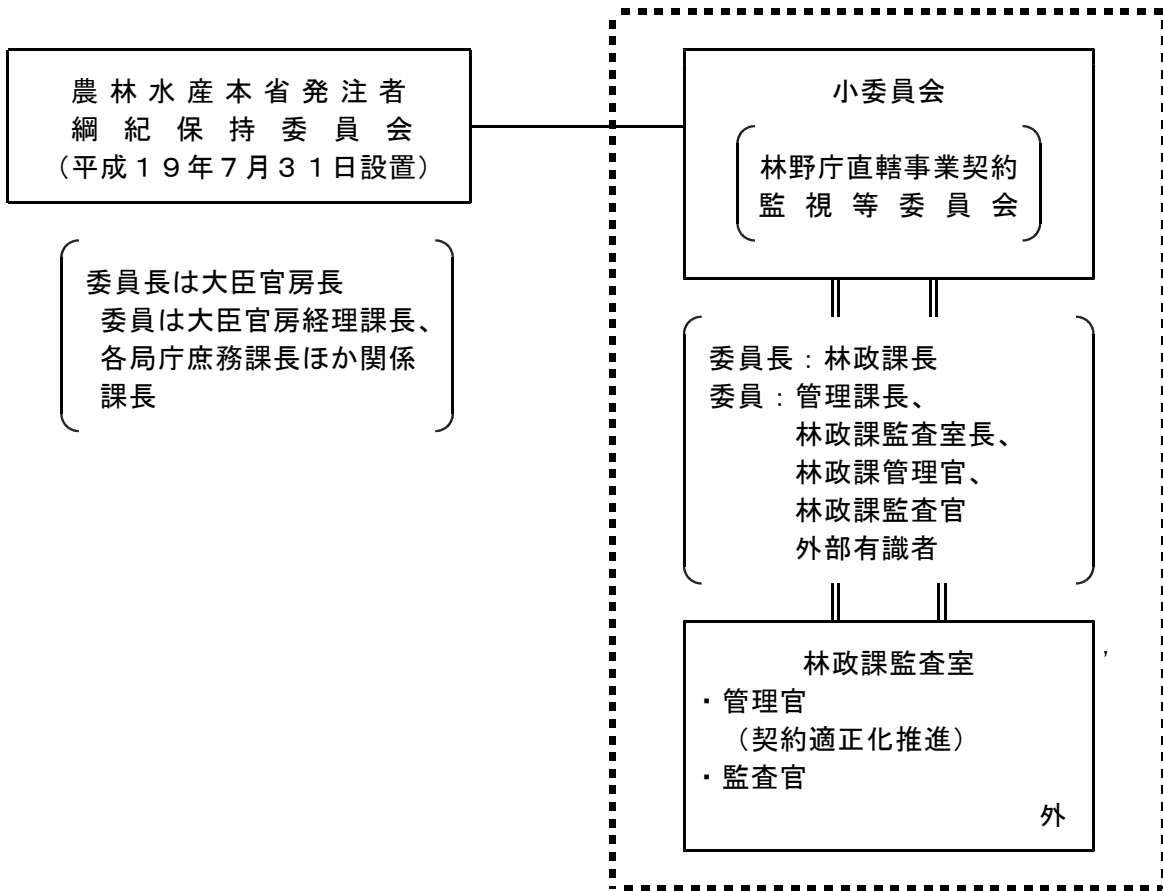 農林水産本省発注者
綱紀保持委員会
（平成１９年７月３１日設置）
委員長は大臣官房長
委員は大臣官房経理課長、
各局庁庶務課長ほか関係
課長
小委員会
林野庁直轄事業契約
監視等委員会
委員長：林政課長
委員：管理課長、
林政課監査室長、
林政課管理官、
林政課監査官
外部有識者
林政課監査室
・管理官
（契約適正化推進）
・監査官
外
，